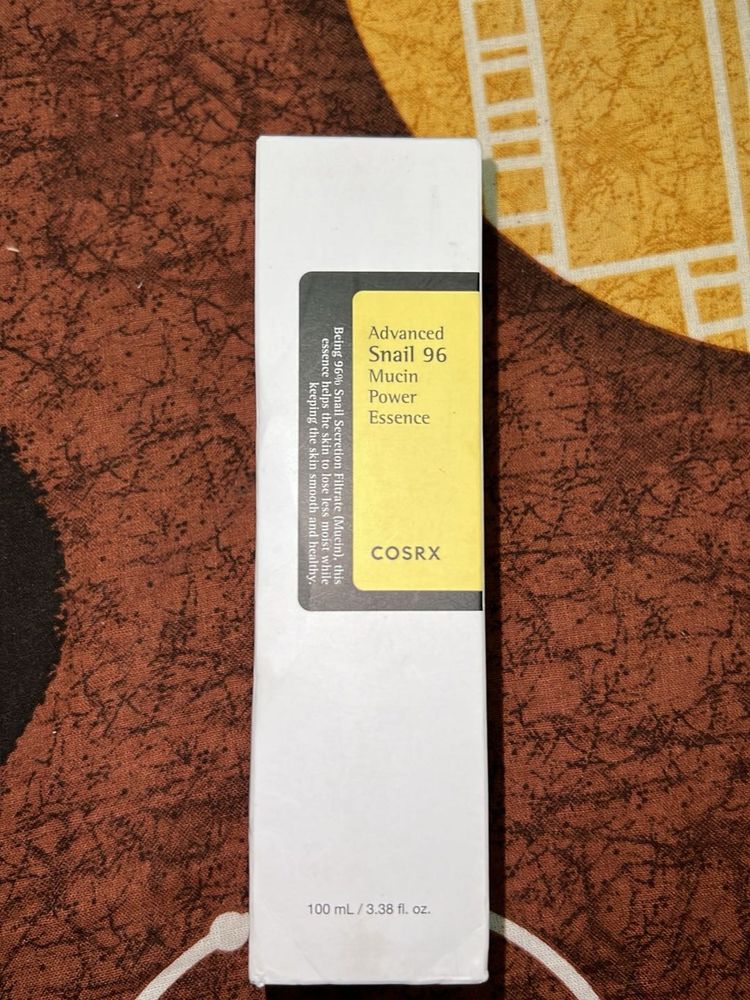 Advanced
Snail 96
Mucin
Power
Essence
COSRX
Being 96% Snail Secretion Filtrate (Mucin), this
essence helps the skin to lose less moist while
keeping the skin smooth and healthy.
100 mL / 3.38 fl. oz.